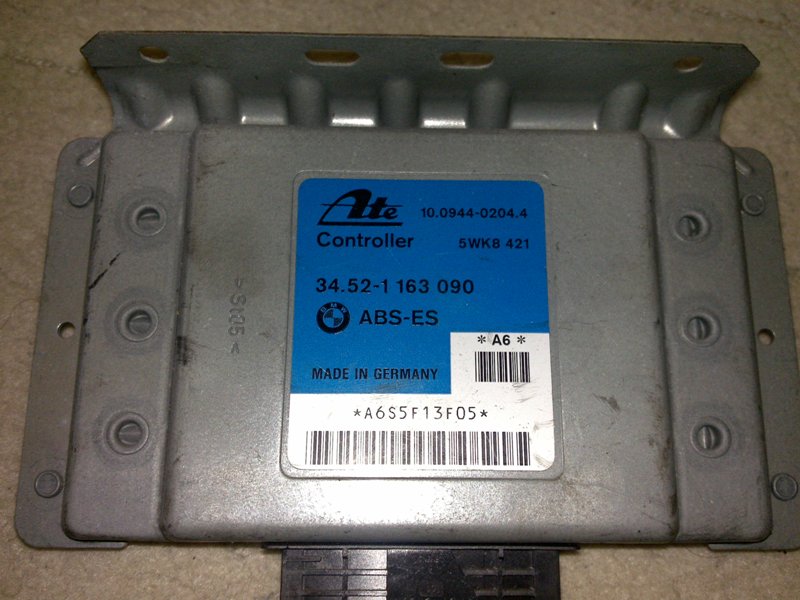 Ate 10.0944-0204.4
Controller 5WK8 421
34.52-1 163 090
BMW ABS-ES
*A6*
MADE IN GERMANY
*A6S5F13F05*